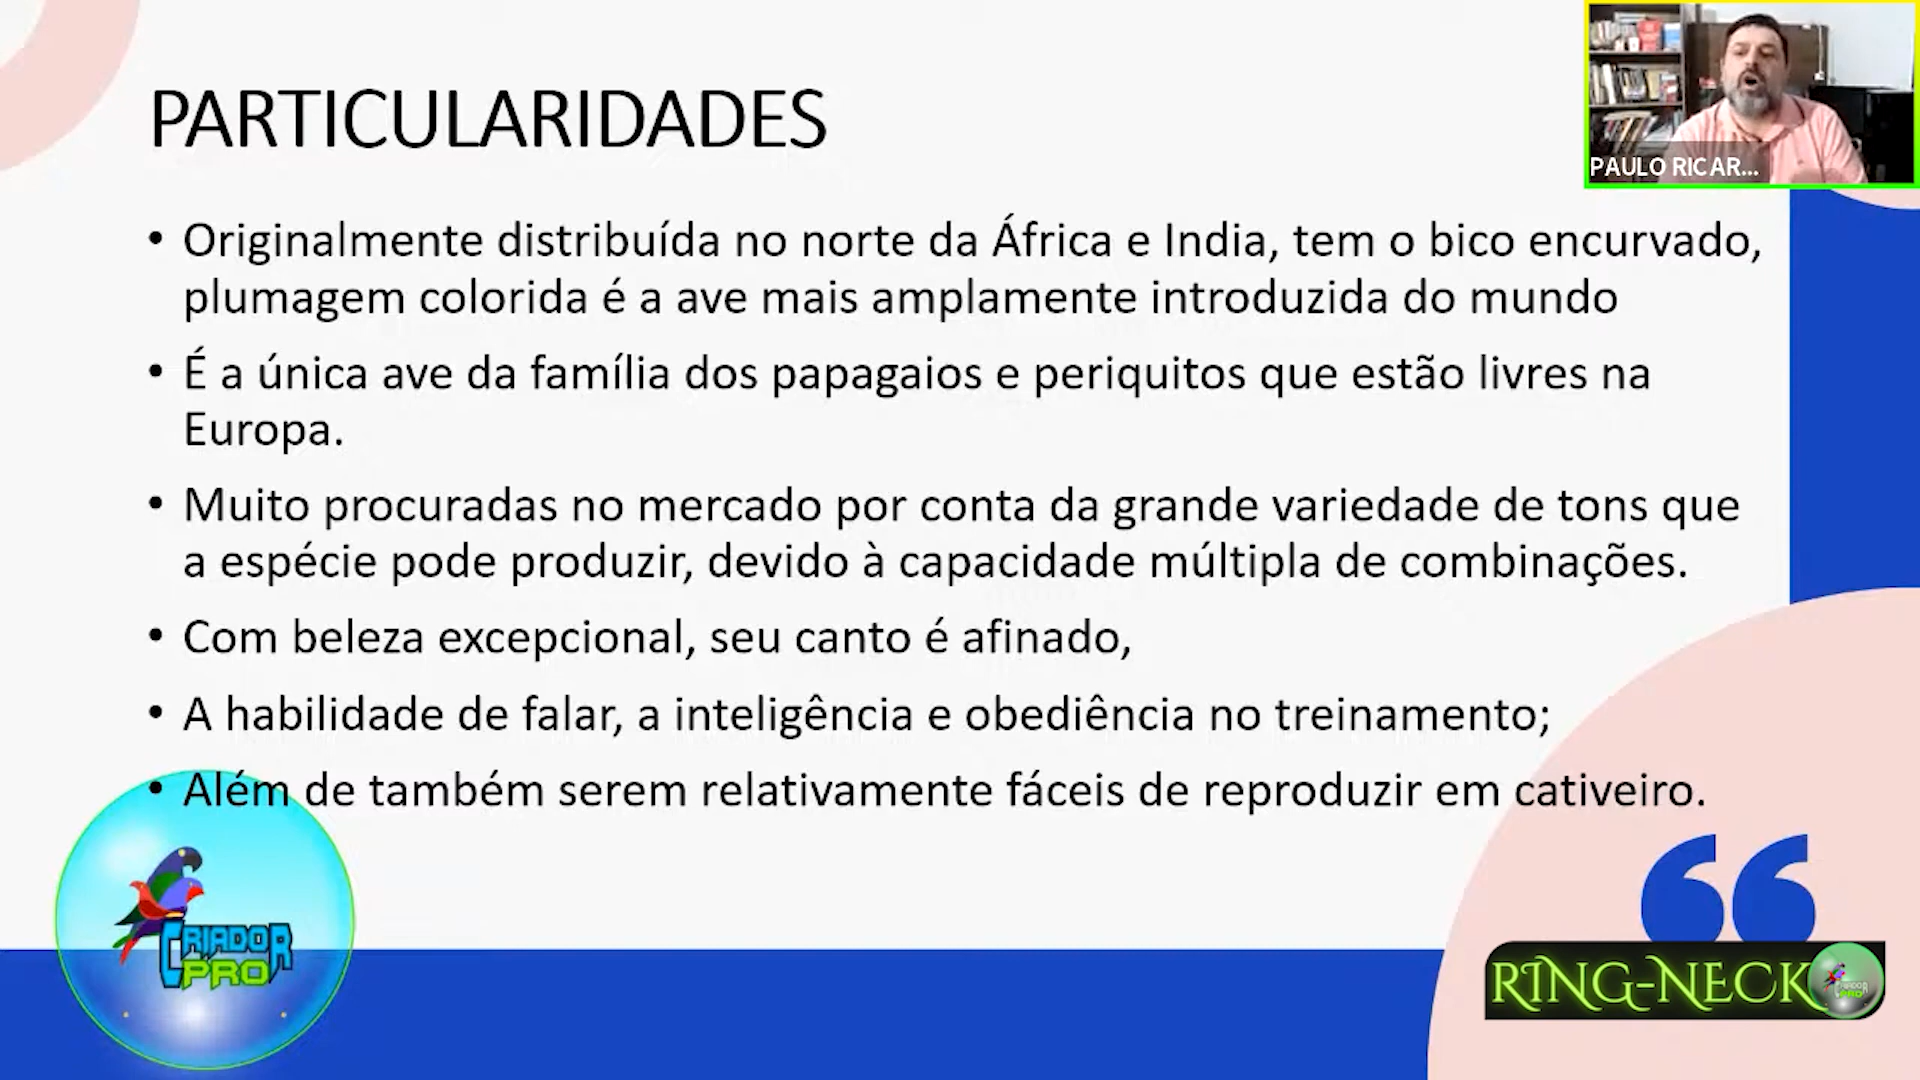 PARTICULARIDADES
PAULO RICAR...
• Originalmente distribuída no norte da África e India, tem o bico encurvado,
plumagem colorida é a ave mais amplamente introduzida do mundo
• É a única ave da família dos papagaios e periquitos que estão livres na
Europa.
• Muito procuradas no mercado por conta da grande variedade de tons que
a espécie pode produzir, devido à capacidade múltipla de combinações.
• Com beleza excepcional, seu canto é afinado,
• A habilidade de falar, a inteligência e obediência no treinamento;
• Além de também serem relativamente fáceis de reproduzir em cativeiro.
CRIADOR
PRO
RING-NECK
CRIADOR
PRO